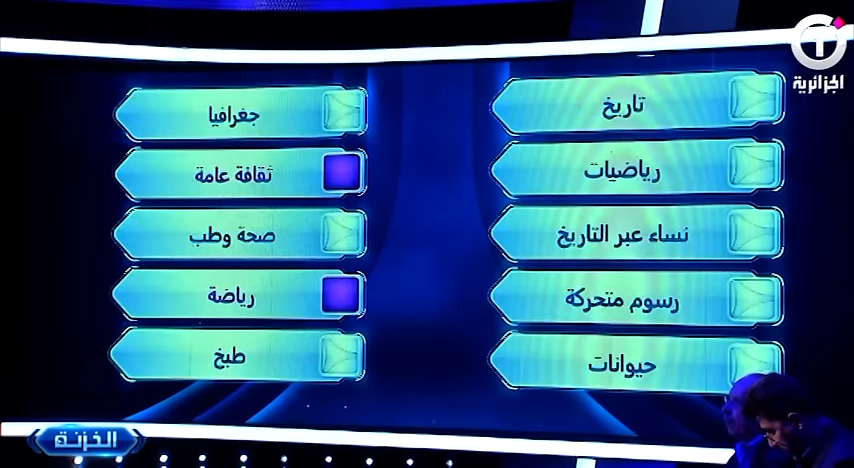 الجزائرية
تاريخ
رياضيات
نساء عبر التاريخ
رسوم متحركة
حيوانات
جغرافيا
ثقافة عامة
صحة وطب
رياضة
طبخ
الخزنة